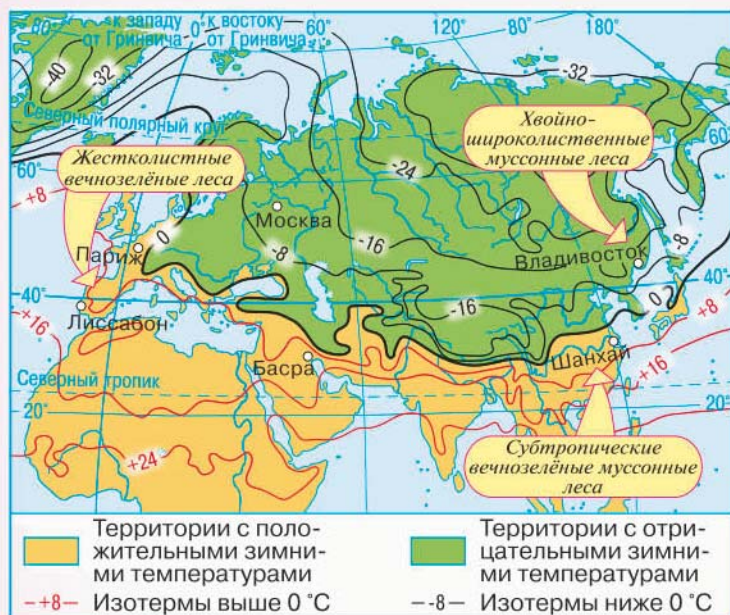 80°
к западу
от Гринвича
0°
к востоку
от Гринвича
60°
120°
80°
180°
-40
-32
-32
Северный полярный круг
60°
60°
Жестколистные
вечнозелёные леса
Хвойно-
широколиственные
муссонные леса
+8
-24
Москва
Париж
0
-8
-16
Владивосток
-8
40°
40°
-16
0
+8
+16
Лиссабон
Басра
Шанхай
+16
Северный тропик
20°
20°
+24
Субтропические
вечнозелёные муссонные
леса
Территории с поло-
жительными зимни-
ми температурами
Территории с отри-
цательными зимни-
ми температурами
+8 Изотермы выше 0 °C
-8 Изотермы ниже 0 °C